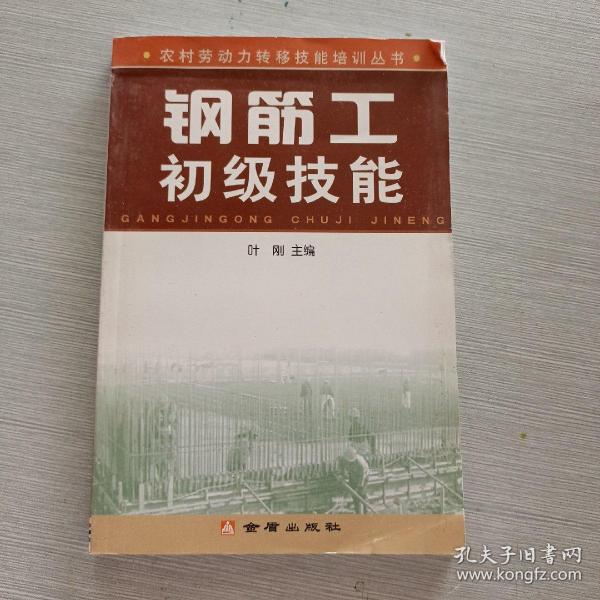 • 农村劳动力转移技能培训丛书 •
钢筋工
初级技能
GANGJINGONG CHUJI JINENG
叶 刚 主编
金盾出版社
孔夫子旧书网
www.kongfz.com